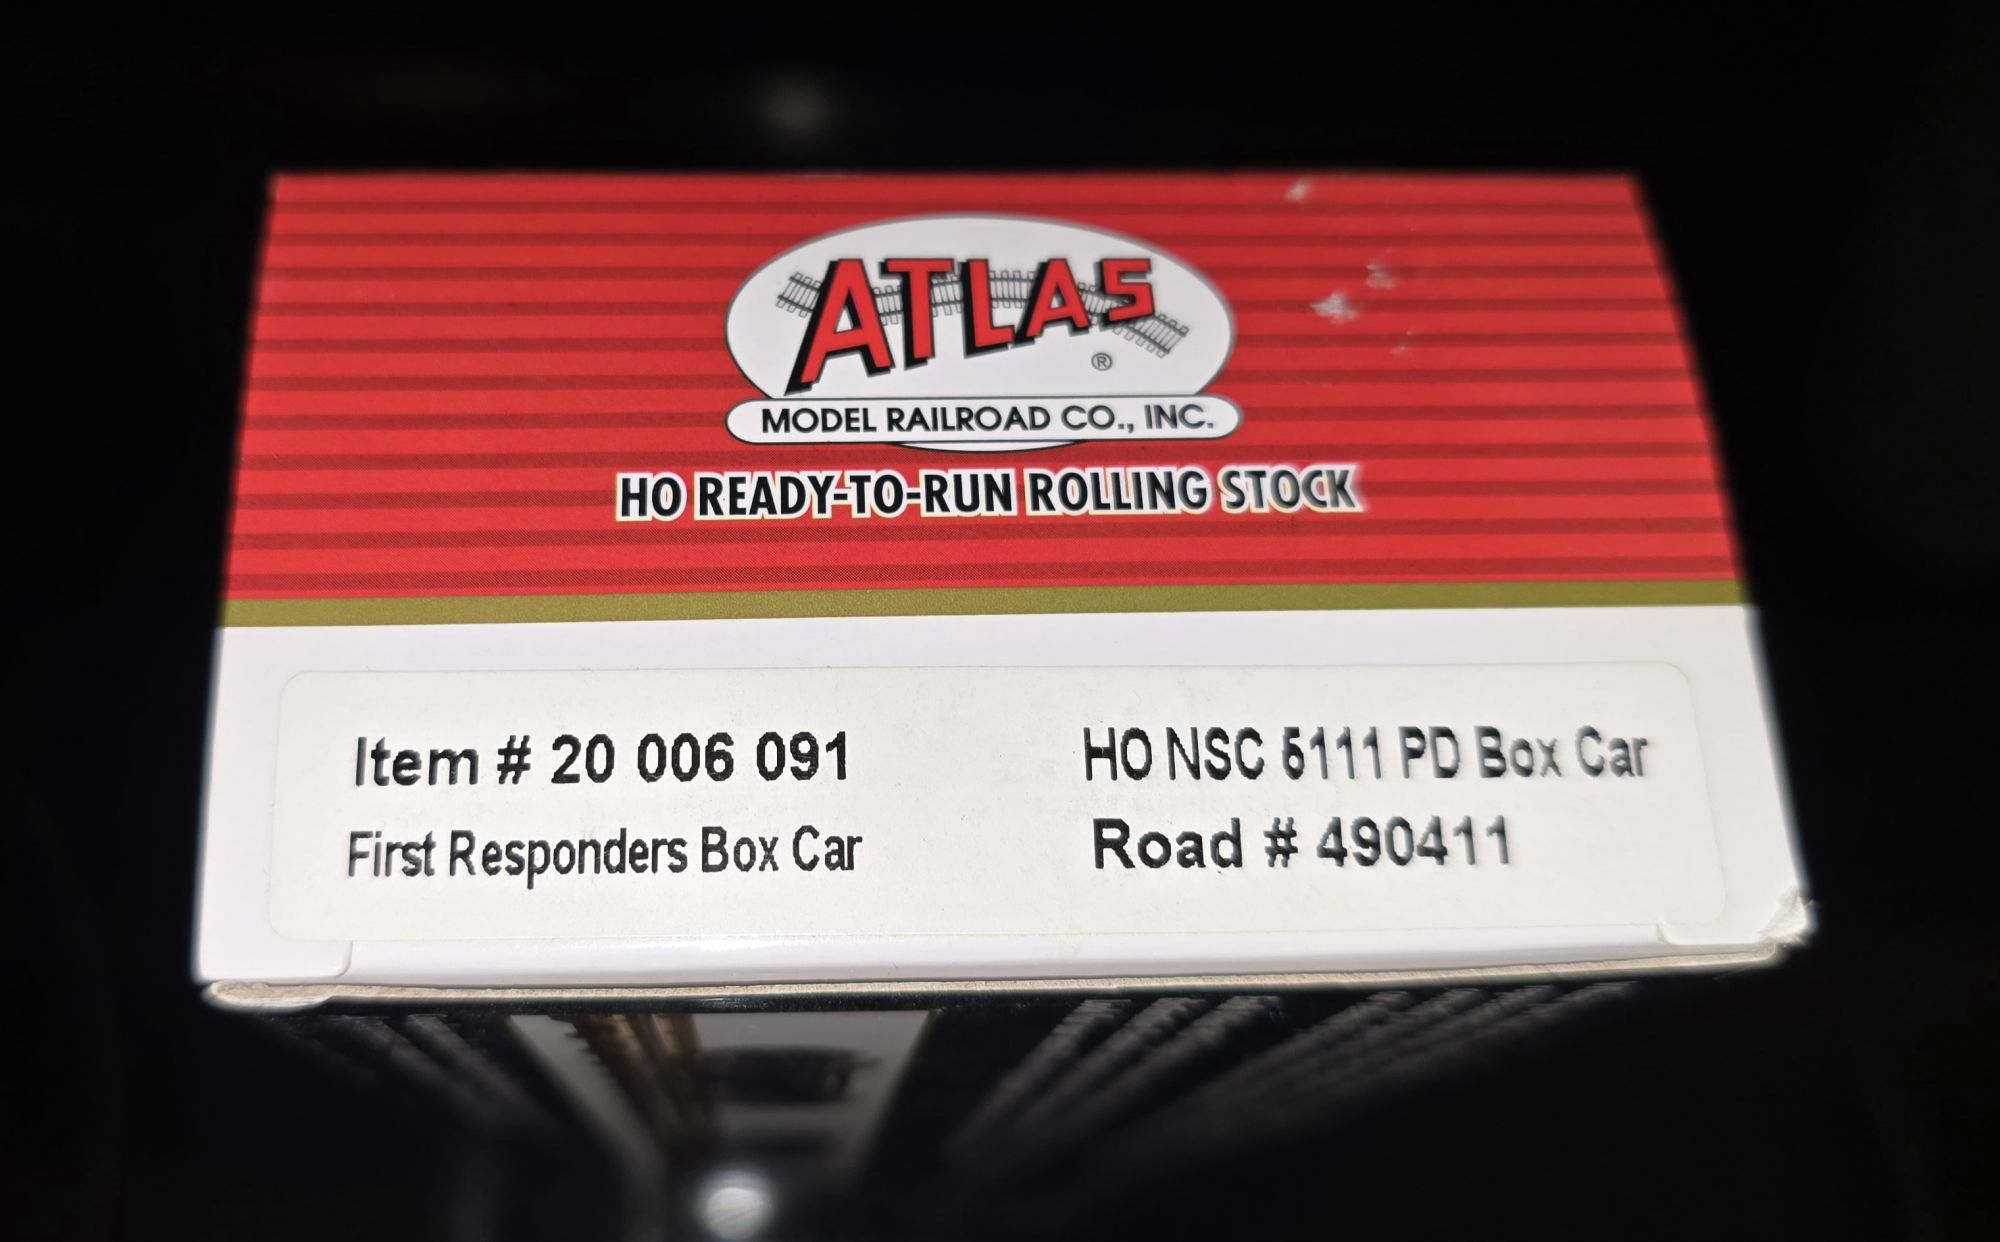 ATLAS
®
MODEL RAILROAD CO., INC.
HO READY-TO-RUN ROLLING STOCK
Item # 20 006 091
First Responders Box Car
HO NSC 5111 PD Box Car
Road # 490411